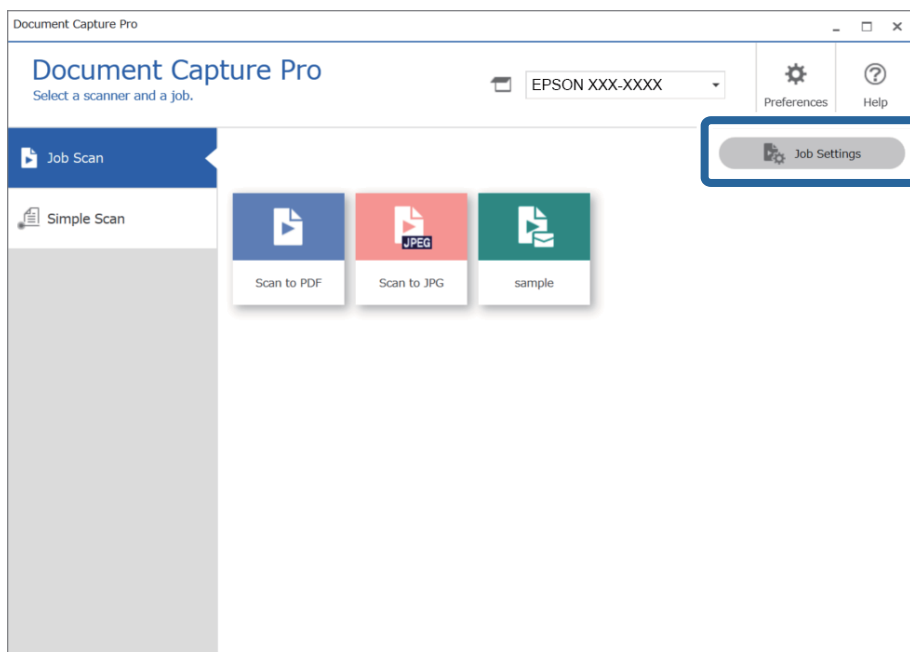 Document Capture Pro
Document Capture Pro
Select a scanner and a job.
EPSON XXX-XXXX
Preferences
Help
Job Scan
Job Settings
Simple Scan
JPEG
Scan to PDF
Scan to JPG
sample